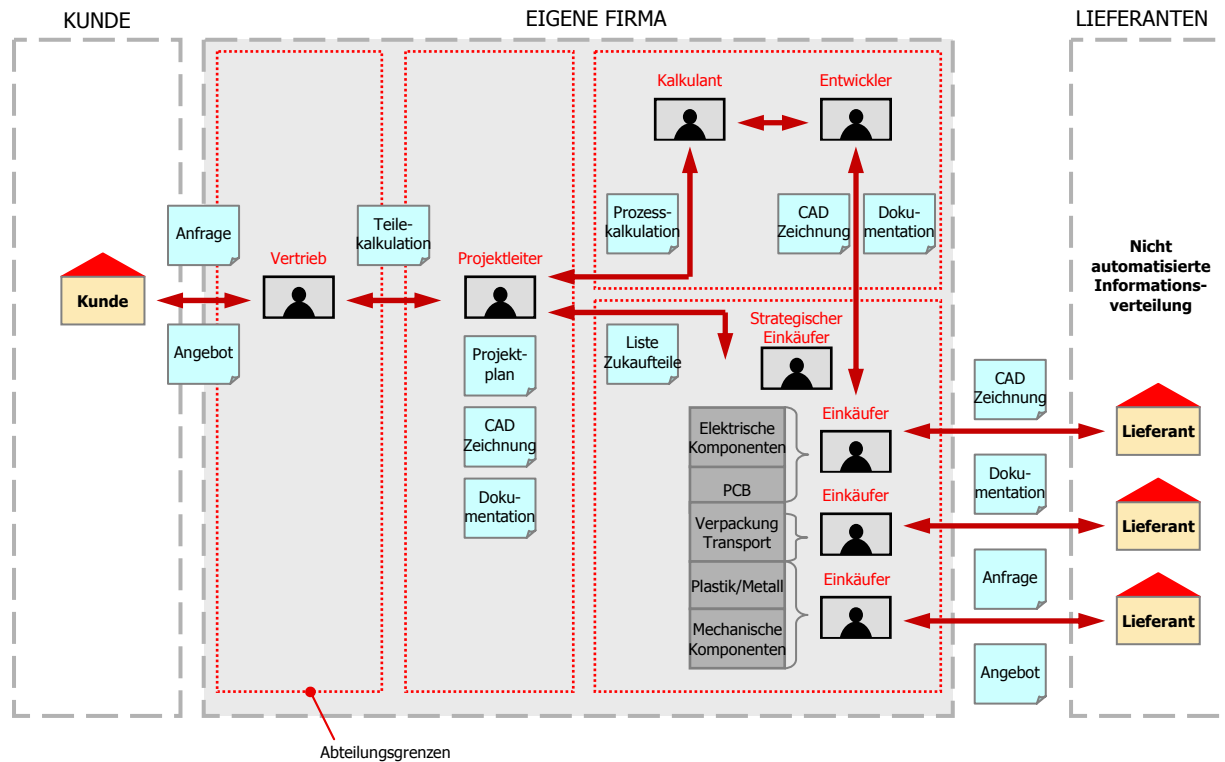 KUNDE
EIGENE FIRMA
LIEFERANTEN
Kalkulant
Entwickler
Anfrage
Teile-
kalkulation
Prozess-
kalkulation
CAD
Zeichnung
Doku-
mentation
Nicht
automatisierte
Informations-
verteilung
Kunde
Vertrieb
Projektleiter
Angebot
Projekt-
plan
Liste
Zukaufteile
Strategischer
Einkäufer
CAD
Zeichnung
CAD
Zeichnung
Doku-
mentation
Elektrische
Komponenten
PCB
Verpackung
Transport
Plastik/Metall
Mechanische
Komponenten
Einkäufer
Einkäufer
Einkäufer
Lieferant
Doku-
mentation
Lieferant
Anfrage
Lieferant
Angebot
Abteilungsgrenzen